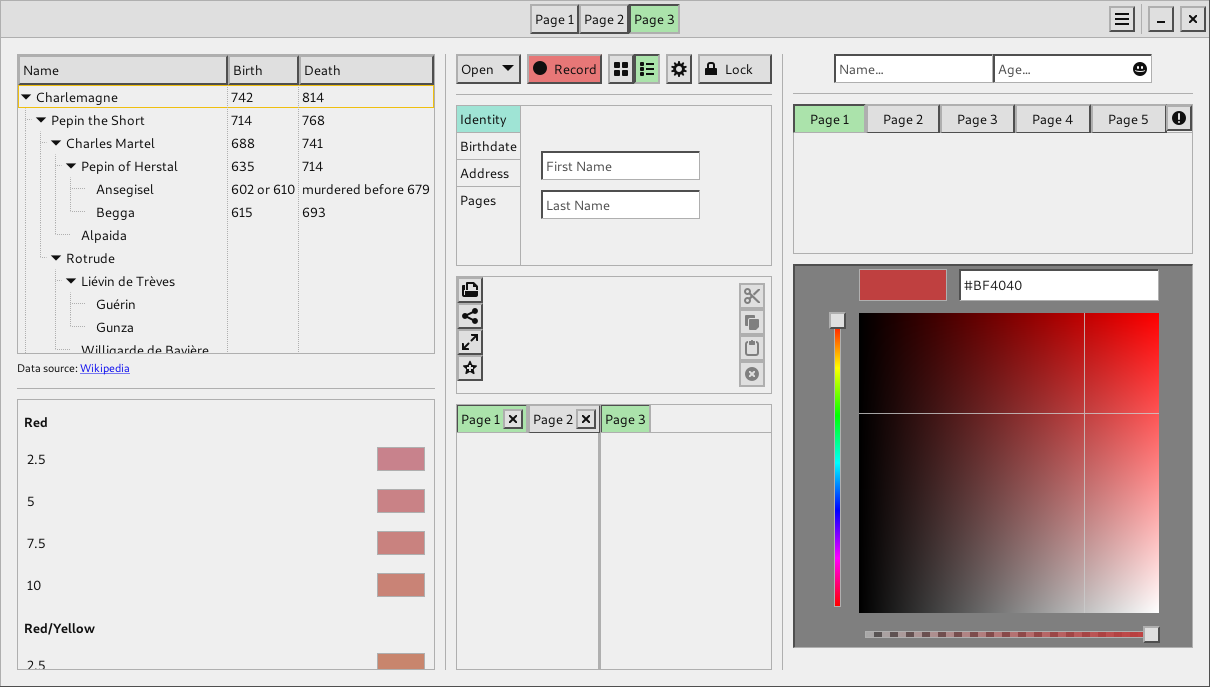 Page 1 Page 2 Page 3
Name Birth Death
Charlemagne 742 814
Pepin the Short 714 768
Charles Martel 688 741
Pepin of Herstal 635 714
Ansegisel 602 or 610 murdered before 679
Begga 615 693
Alpaida
Rotrude
Liévin de Trèves
Guérin
Gunza
Willigarde de Bavière
Data source: Wikipedia
Red
2.5
5
7.5
10
Red/Yellow
2.5
Open Record Lock
Identity
Birthdate
Address
Pages
First Name
Last Name
Page 1 Page 2 Page 3
Name... Age...
Page 1 Page 2 Page 3 Page 4 Page 5
#BF4040